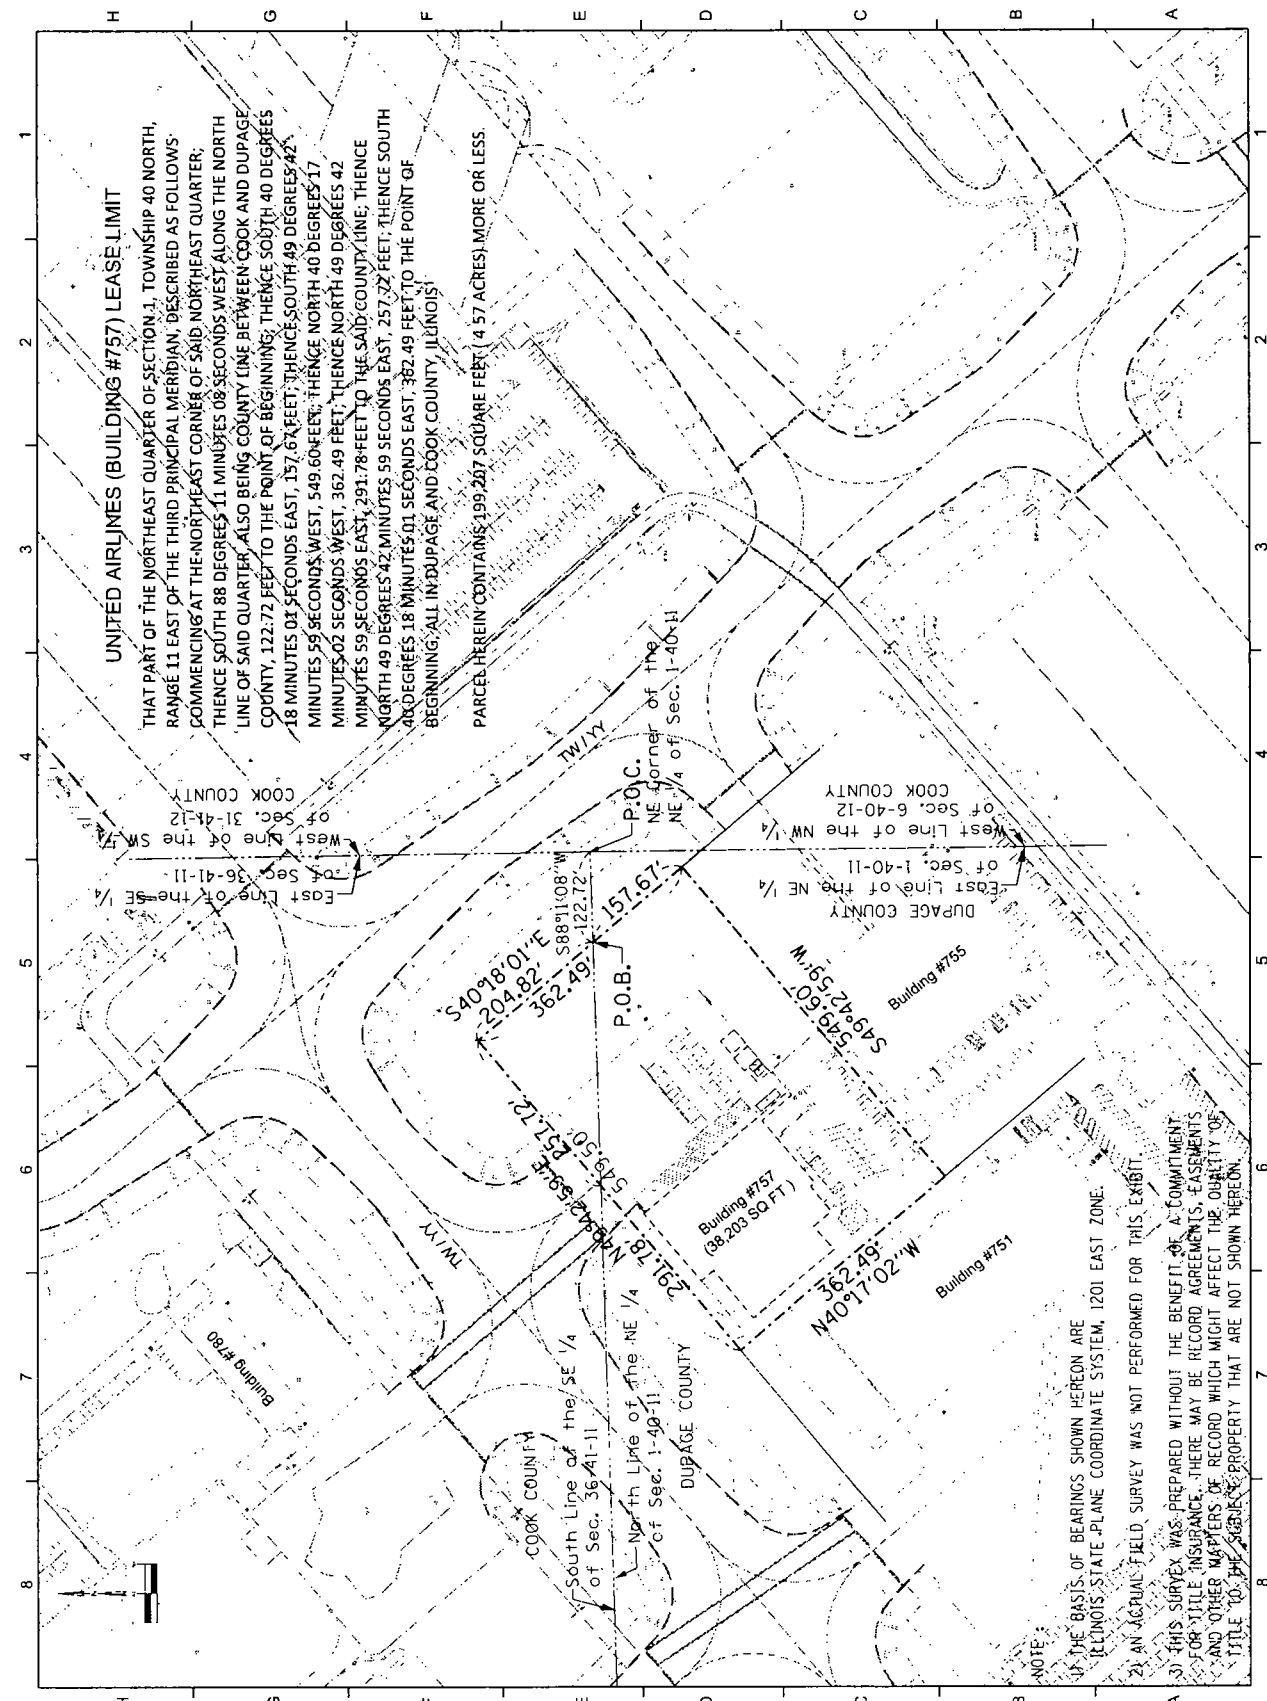 UNITED AIRLINES (BUILDING #757) LEASE LIMIT
THAT PART OF THE NORTHEAST QUARTER OF SECTION 1, TOWNSHIP 40 NORTH,
RANGE 11 EAST OF THE THIRD PRINCIPAL MERIDIAN, DESCRIBED AS FOLLOWS
COMMENCING AT THE NORTHEAST CORNER OF SAID NORTHEAST QUARTER;
THENCE SOUTH 88 DEGREES 11 MINUTES 08 SECONDS WEST ALONG THE NORTH
LINE OF SAID QUARTER, ALSO BEING COUNTY LINE BETWEEN COOK AND DUPAGE
COUNTY, 122.72 FEET TO THE POINT OF BEGINNING; THENCE SOUTH 40 DEGREES
18 MINUTES 01 SECONDS EAST, 157.67 FEET; THENCE SOUTH 49 DEGREES 42
MINUTES 59 SECONDS WEST, 549.60 FEET; THENCE NORTH 40 DEGREES 17
MINUTES 02 SECONDS WEST, 362.49 FEET; THENCE NORTH 49 DEGREES 42
MINUTES 59 SECONDS EAST, 291.78 FEET TO THE SAID COUNTY LINE; THENCE
NORTH 49 DEGREES 42 MINUTES 59 SECONDS EAST, 257.72 FEET; THENCE SOUTH
40 DEGREES 18 MINUTES 01 SECONDS EAST, 362.49 FEET TO THE POINT OF
BEGINNING, ALL IN DUPAGE AND COOK COUNTY, ILLINOIS
PARCEL HEREIN CONTAINS 199,207 SQUARE FEET ( 4 57 ACRES) MORE OR LESS.
East Line of the SE 1/4
of Sec. 36-41-11
West Line of the SW 1/4
of Sec. 31-41-12
COOK COUNTY
TW/YY
P.O.C.
NE Corner of the
NE 1/4 of Sec. 1-40-11
S88°11'08"W
122.72'
157.67'
S40°18'01"E
204.82'
362.49'
P.O.B.
DUPAGE COUNTY
East Line of the NE 1/4
of Sec. 1-40-11
West Line of the NW 1/4
of Sec. 6-40-12
COOK COUNTY
549.60'
S49°42'59"W
Building #755
N49°42'59"E 257.72'
549.50'
291.78'
Building #757
(38,203 SQ FT )
362.49'
N40°17'02"W
Building #751
TW/YY
Building #780
COOK COUNTY
South Line of the SE 1/4
of Sec. 36-41-11
North Line of the NE 1/4
of Sec. 1-40-11
DUPAGE COUNTY
NOTE:
1) THE BASIS OF BEARINGS SHOWN HEREON ARE
ILLINOIS STATE PLANE COORDINATE SYSTEM, 1201 EAST ZONE.
2) AN ACTUAL FIELD SURVEY WAS NOT PERFORMED FOR THIS EXHIBIT.
3) THIS SURVEY WAS PREPARED WITHOUT THE BENEFIT OF A COMMITMENT
FOR TITLE INSURANCE. THERE MAY BE RECORD AGREEMENTS, EASEMENTS
AND OTHER MATTERS OF RECORD WHICH MIGHT AFFECT THE QUALITY OF
TITLE TO THE SUBJECT PROPERTY THAT ARE NOT SHOWN HEREON.
8 7 6 5 4 3 2 1
H G F E D C B A
8 7 6 5 4 3 2 1
H G F E D C B A